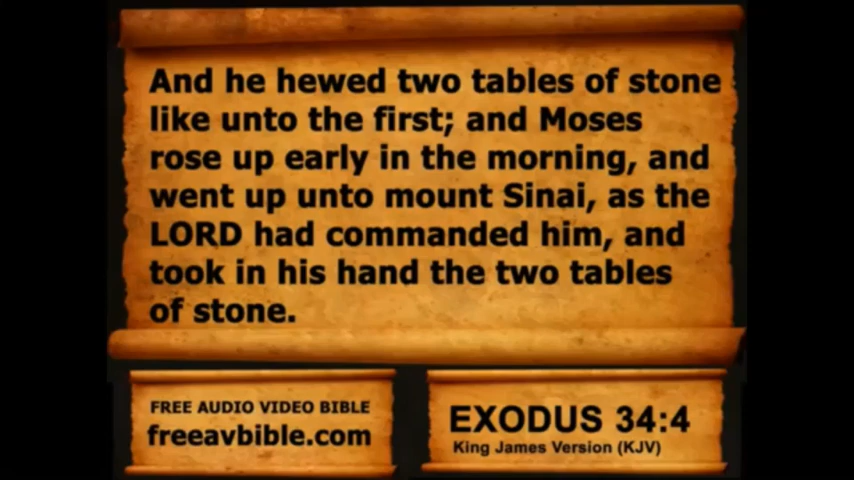 And he hewed two tables of stone
like unto the first; and Moses
rose up early in the morning, and
went up unto mount Sinai, as the
LORD had commanded him, and
took in his hand the two tables
of stone.
FREE AUDIO VIDEO BIBLE
freeavbible.com
EXODUS 34:4
King James Version (KJV)